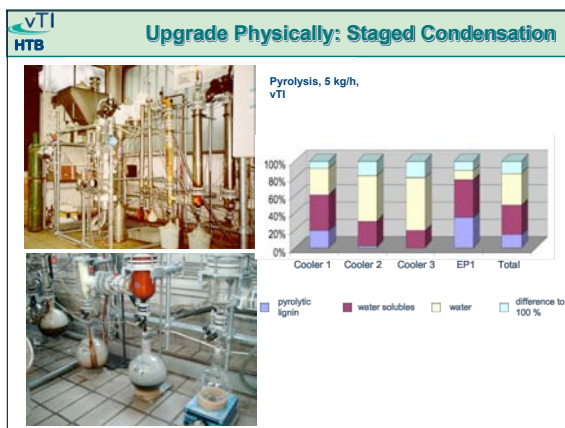 vTI
HTB
Upgrade Physically: Staged Condensation
Pyrolysis, 5 kg/h,
vTI
100%
80%
60%
40%
20%
0%
Cooler 1 Cooler 2 Cooler 3 EP1 Total
pyrolytic
lignin
water solubles
water
difference to
100 %